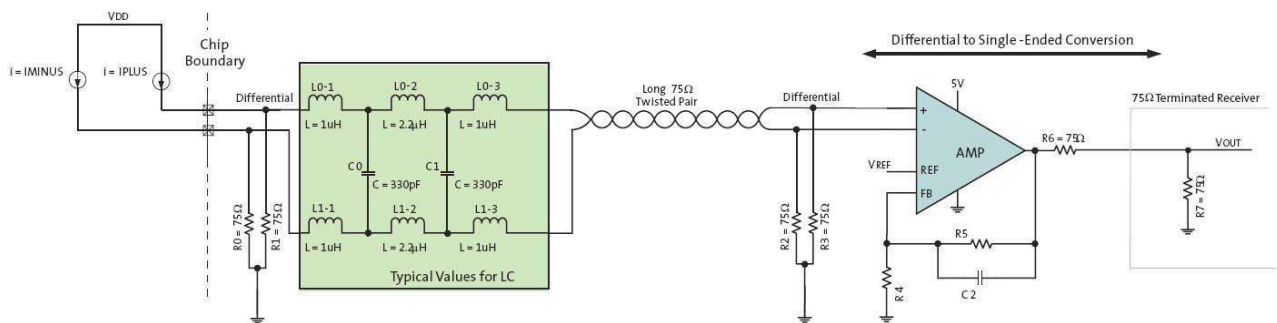 VDD
i = IMINUS
i = IPLUS
Chip
Boundary
Differential
R0 = 75Ω
R1 = 75Ω
L0-1
L0-2
L0-3
L = 1uH
L = 2.2µH
L = 1uH
C0
C1
C = 330pF
C = 330pF
L1-1
L1-2
L1-3
L = 1uH
L = 2.2µH
L = 1uH
Typical Values for LC
Long 75Ω
Twisted Pair
Differential
R2 = 75Ω
R3 = 75Ω
Differential to Single -Ended Conversion
5V
+
-
AMP
VREF
REF
FB
R4
R5
C2
R6 = 75Ω
75Ω Terminated Receiver
VOUT
R7 = 75Ω